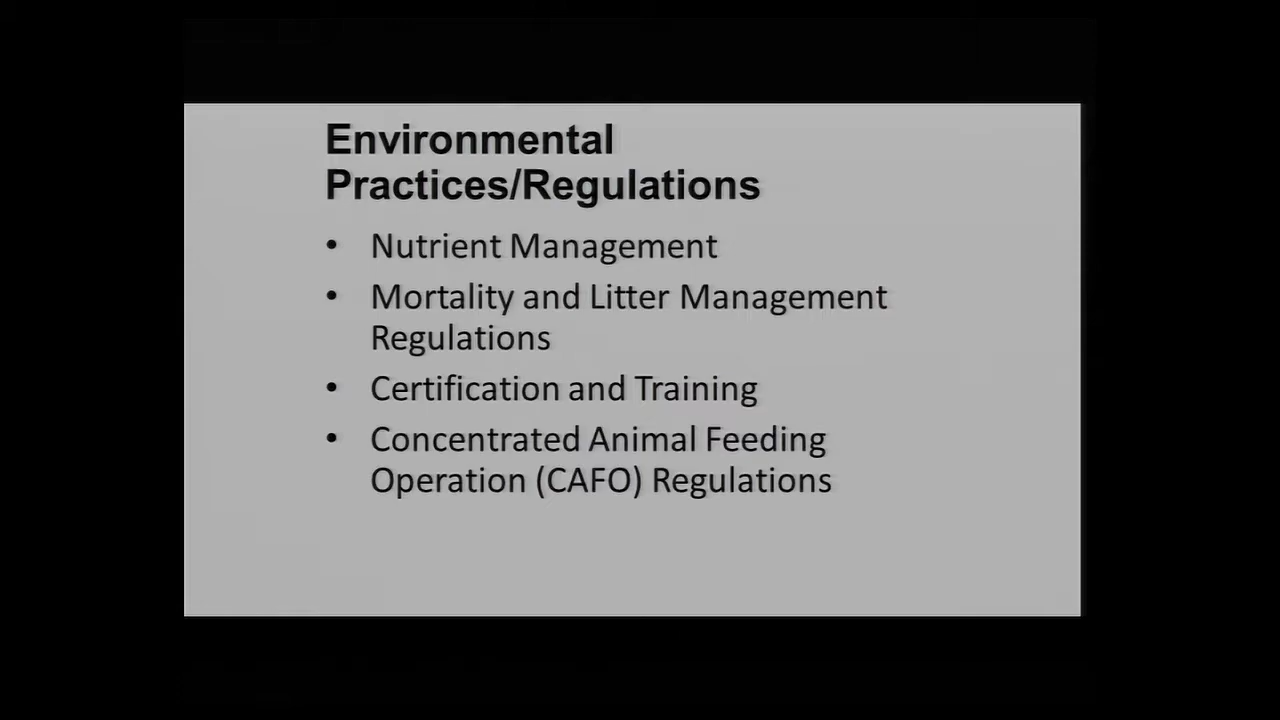 Environmental
Practices/Regulations
• Nutrient Management
• Mortality and Litter Management
Regulations
• Certification and Training
• Concentrated Animal Feeding
Operation (CAFO) Regulations